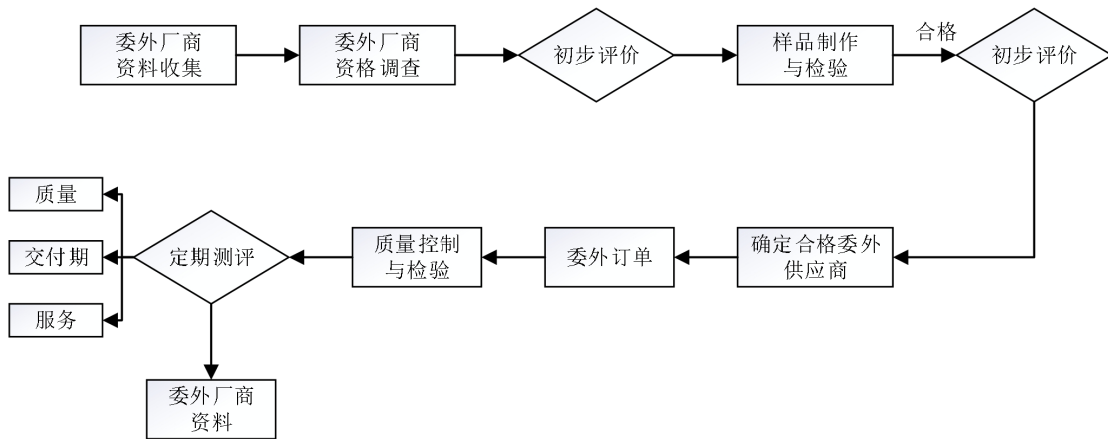 委外厂商
资料收集
委外厂商
资格调查
初步评价
样品制作
与检验
合格
初步评价
质量
交付期
服务
定期测评
质量控制
与检验
委外订单
确定合格委外
供应商
委外厂商
资料